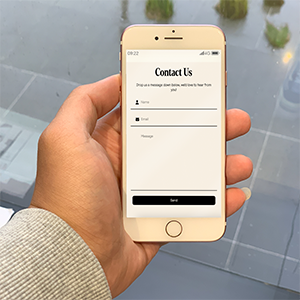 09:22
4G
Contact Us
Drop us a message down below, we'd love to hear from
you!
Name
Email
Message
Send